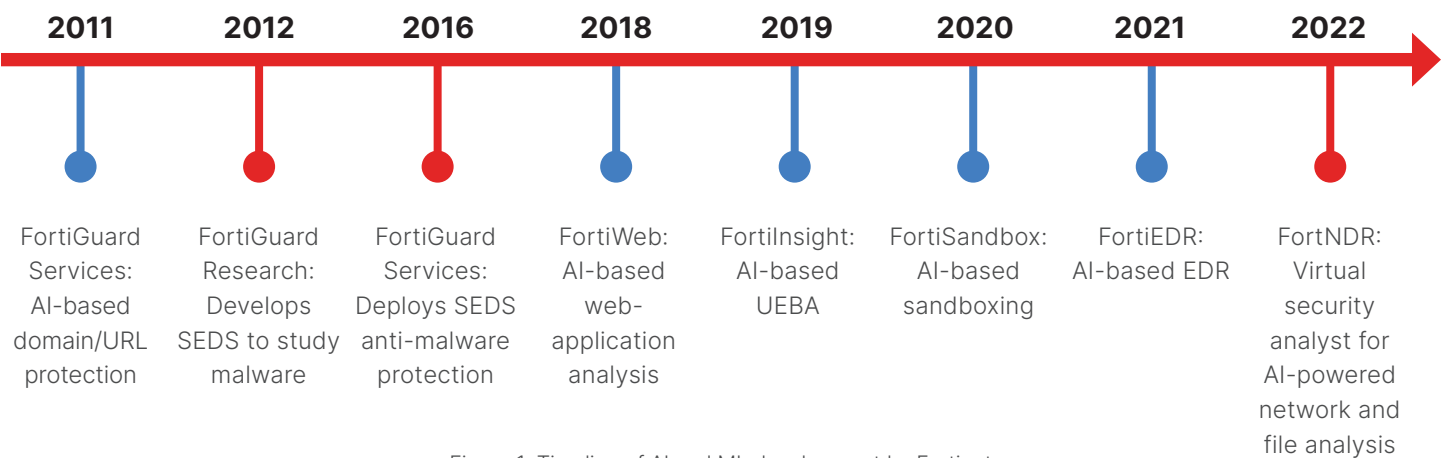 2011
2012
2016
2018
2019
2020
2021
2022
FortiGuard
Services:
AI-based
domain/URL
protection
FortiGuard
Research:
Develops
SEDS to study
malware
FortiGuard
Services:
Deploys SEDS
anti-malware
protection
FortiWeb:
AI-based
web-
application
analysis
FortiInsight:
AI-based
UEBA
FortiSandbox:
AI-based
sandboxing
FortiEDR:
AI-based EDR
FortNDR:
Virtual
security
analyst for
AI-powered
network and
file analysis